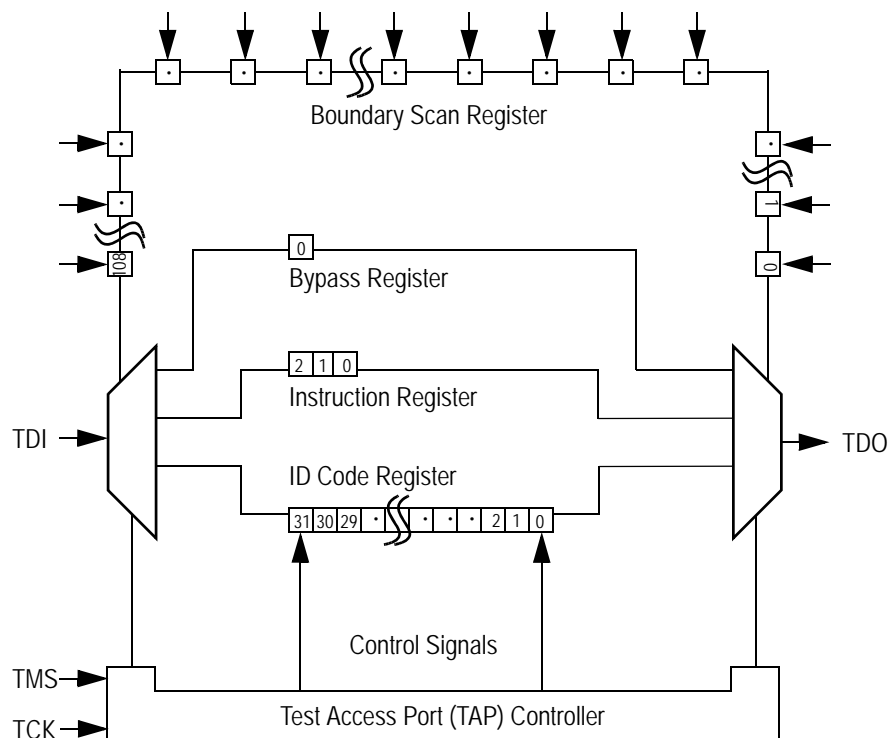 · · · · · · · ·
Boundary Scan Register
· ·
· 1
108 0
0
Bypass Register
2 1 0
Instruction Register
TDI
TDO
ID Code Register
31 30 29 · · · · 2 1 0
Control Signals
TMS
Test Access Port (TAP) Controller
TCK